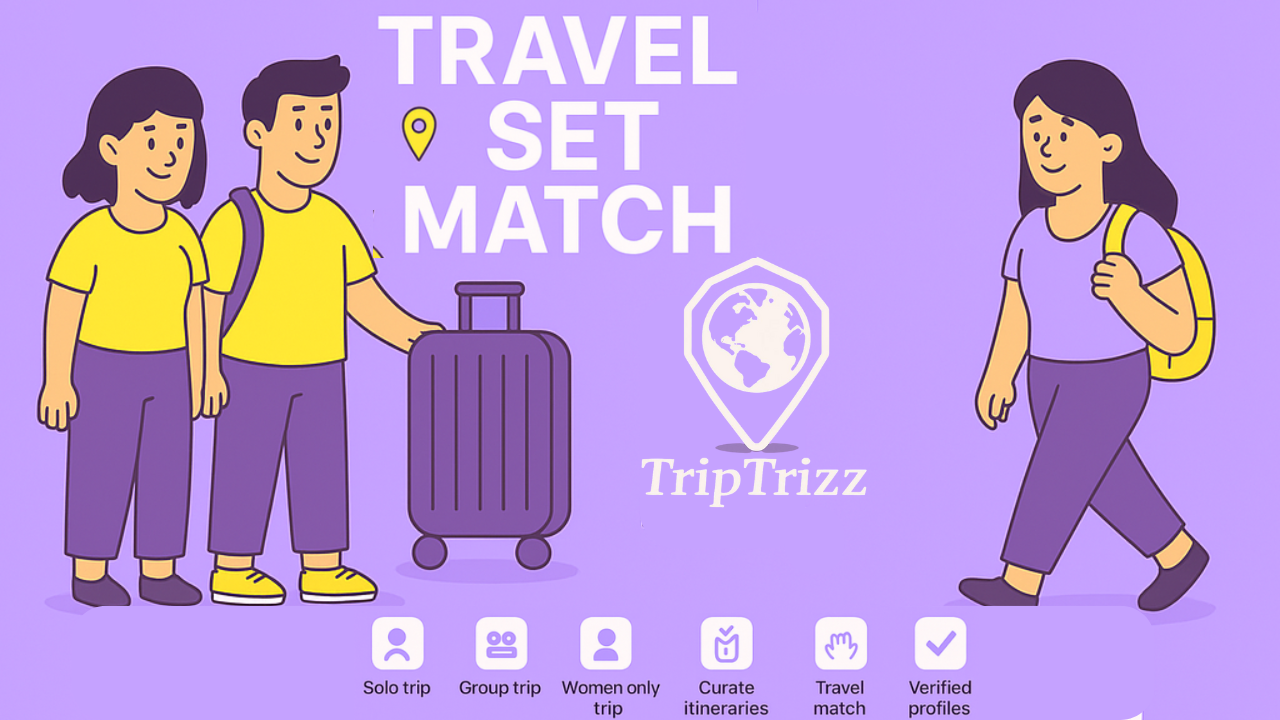 TRAVEL
SET
MATCH
TripTrizz
Solo trip
Group trip
Women only
trip
Curate
itineraries
Travel
match
Verified
profiles